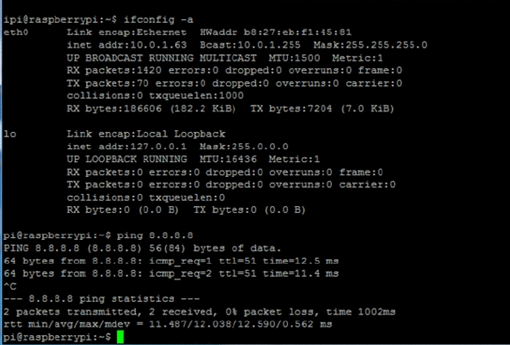 ipi@raspberrypi:~$ ifconfig -a
eth0 Link encap:Ethernet HWaddr b8:27:eb:f1:45:81
inet addr:10.0.1.63 Bcast:10.0.1.255 Mask:255.255.255.0
UP BROADCAST RUNNING MULTICAST MTU:1500 Metric:1
RX packets:1420 errors:0 dropped:0 overruns:0 frame:0
TX packets:70 errors:0 dropped:0 overruns:0 carrier:0
collisions:0 txqueuelen:1000
RX bytes:186606 (182.2 KiB) TX bytes:7204 (7.0 KiB)
lo Link encap:Local Loopback
inet addr:127.0.0.1 Mask:255.0.0.0
UP LOOPBACK RUNNING MTU:16436 Metric:1
RX packets:0 errors:0 dropped:0 overruns:0 frame:0
TX packets:0 errors:0 dropped:0 overruns:0 carrier:0
collisions:0 txqueuelen:0
RX bytes:0 (0.0 B) TX bytes:0 (0.0 B)
pi@raspberrypi:~$ ping 8.8.8.8
PING 8.8.8.8 (8.8.8.8) 56(84) bytes of data.
64 bytes from 8.8.8.8: icmp_req=1 ttl=51 time=12.5 ms
64 bytes from 8.8.8.8: icmp_req=2 ttl=51 time=11.4 ms
^C
--- 8.8.8.8 ping statistics ---
2 packets transmitted, 2 received, 0% packet loss, time 1002ms
rtt min/avg/max/mdev = 11.487/12.038/12.590/0.562 ms
pi@raspberrypi:~$